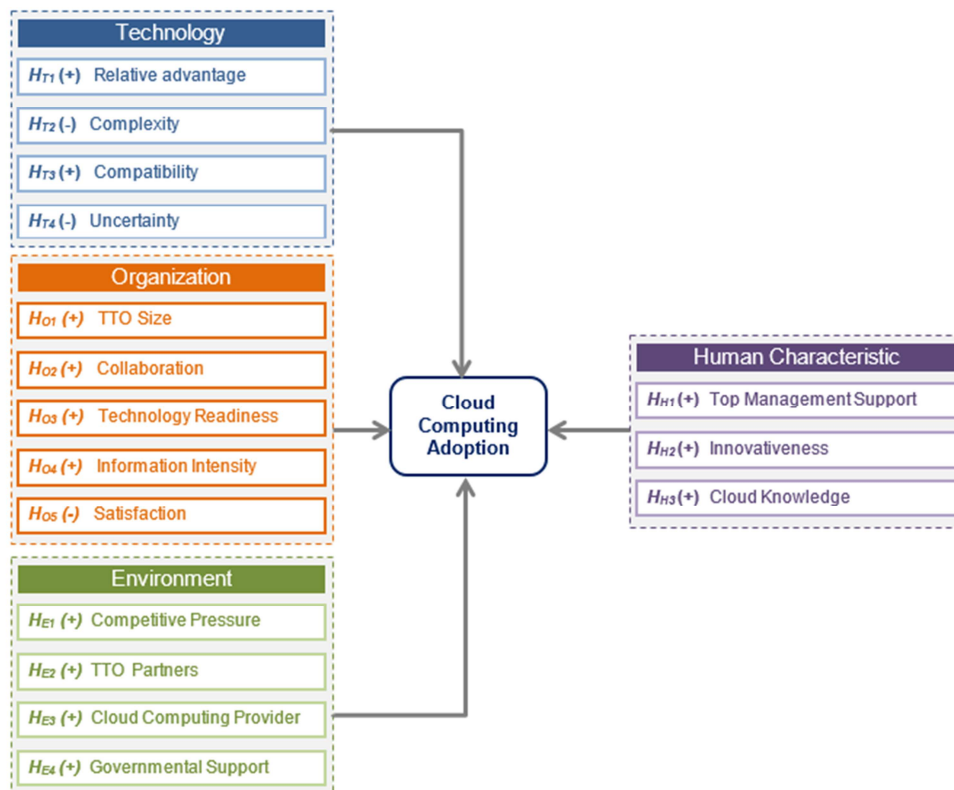 Technology
HT1 (+) Relative advantage
HT2 (-) Complexity
HT3 (+) Compatibility
HT4 (-) Uncertainty
Organization
HO1 (+) TTO Size
HO2 (+) Collaboration
HO3 (+) Technology Readiness
HO4 (+) Information Intensity
HO5 (-) Satisfaction
Environment
HE1 (+) Competitive Pressure
HE2 (+) TTO Partners
HE3 (+) Cloud Computing Provider
HE4 (+) Governmental Support
Cloud
Computing
Adoption
Human Characteristic
HH1 (+) Top Management Support
HH2 (+) Innovativeness
HH3 (+) Cloud Knowledge